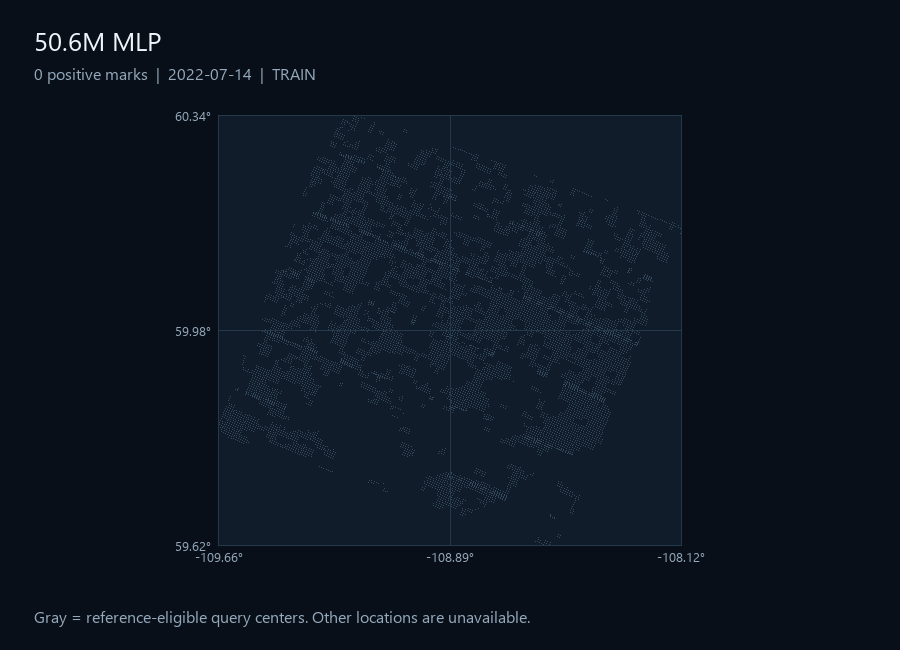 50.6M MLP
0 positive marks | 2022-07-14 | TRAIN
60.34°
59.98°
59.62°
-109.66°
-108.89°
-108.12°
Gray = reference-eligible query centers. Other locations are unavailable.